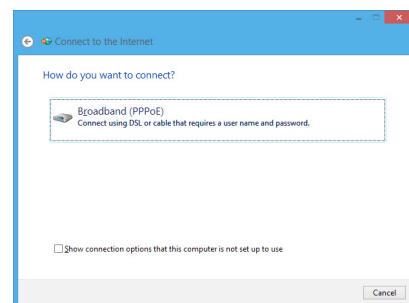 Connect to the Internet
How do you want to connect?
Broadband (PPPoE)
Connect using DSL or cable that requires a user name and password.
Show connection options that this computer is not set up to use
Cancel